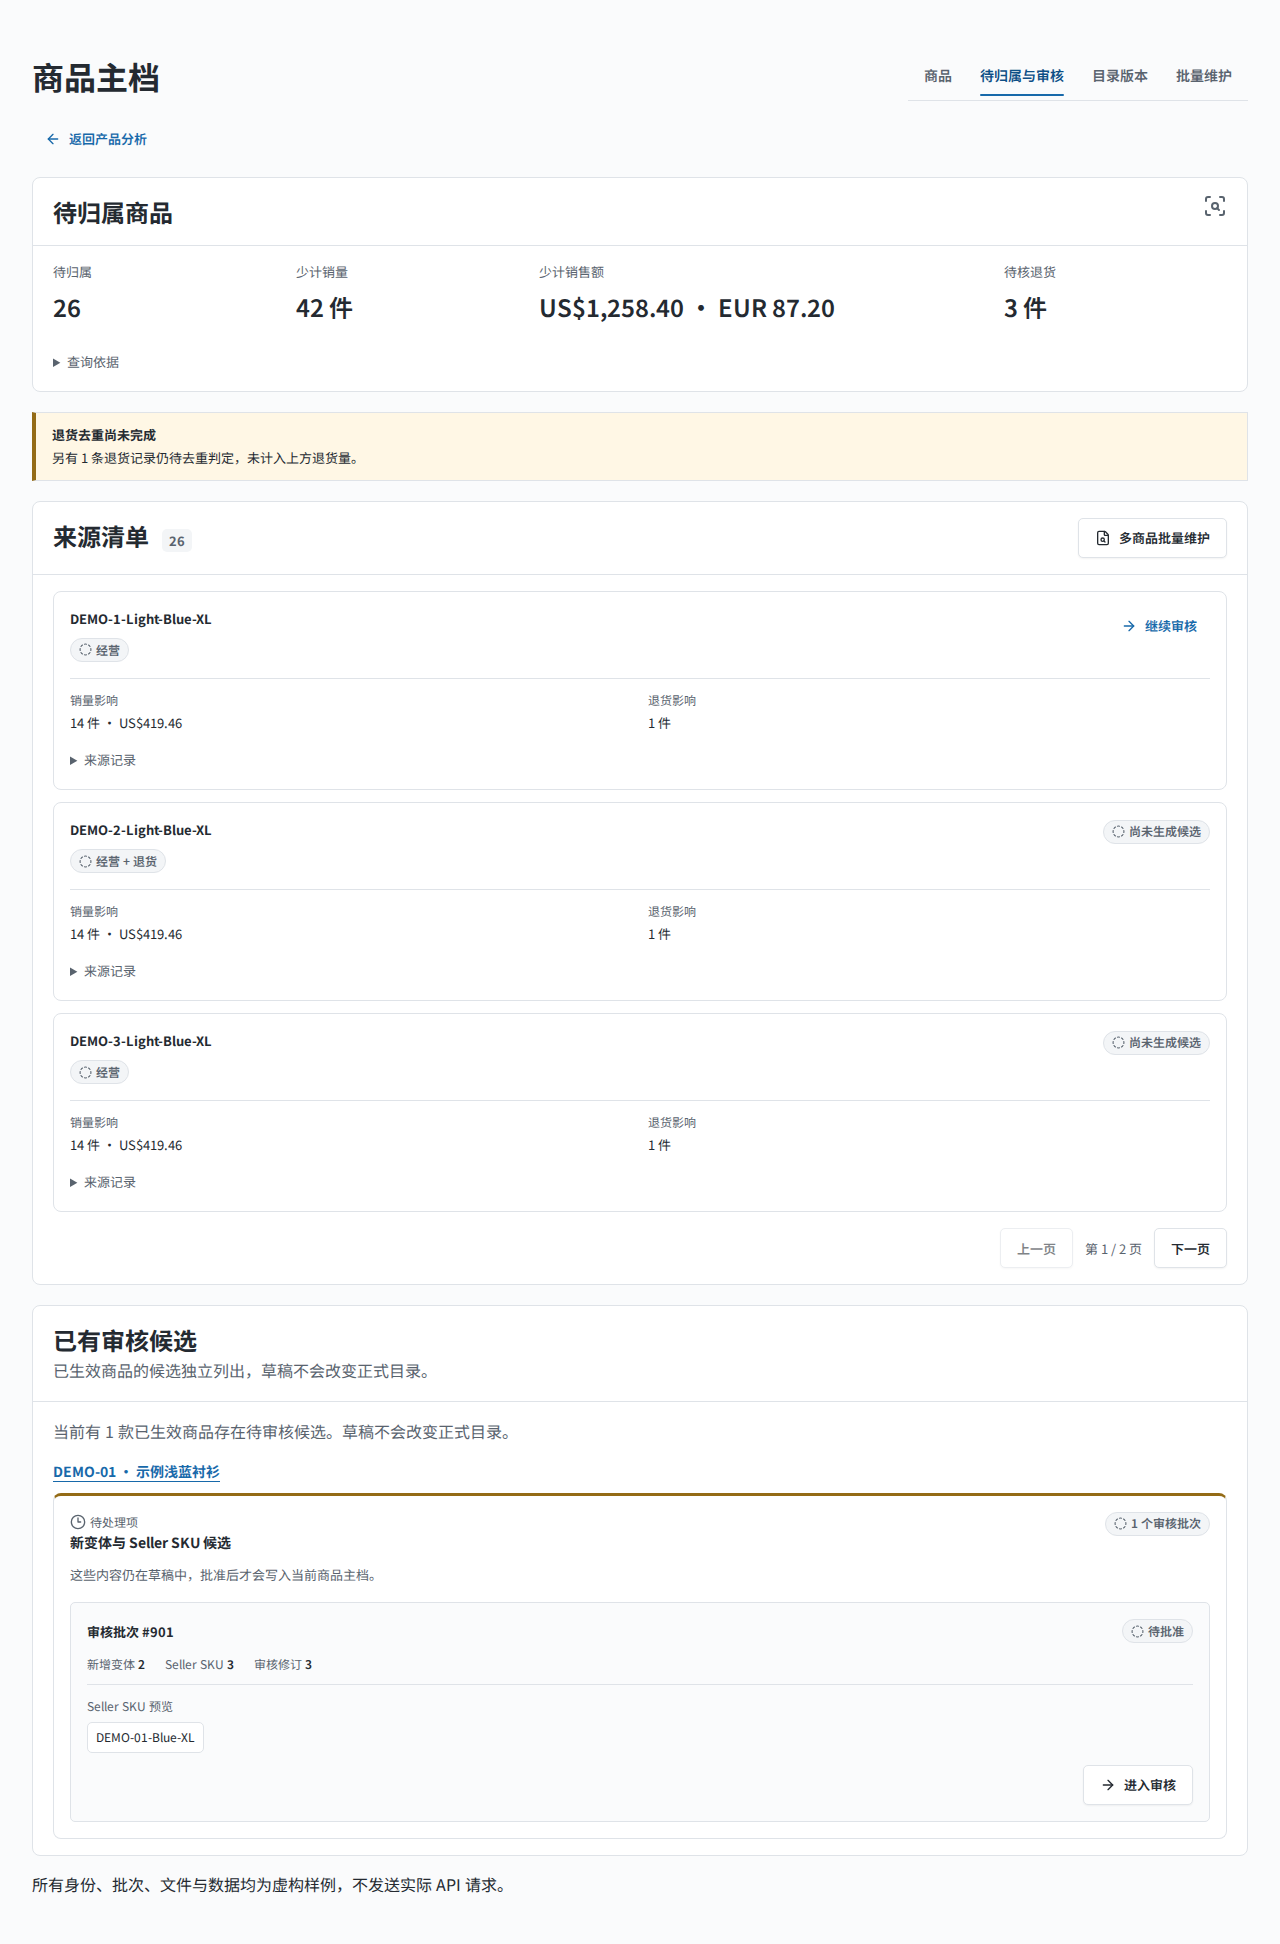 商品主档
商品 待归属与审核 目录版本 批量维护
返回产品分析
待归属商品
待归属 少计销量 少计销售额 待核退货
26 42 件 US$1,258.40 · EUR 87.20 3 件
查询依据
退货去重尚未完成
另有 1 条退货记录仍待去重判定，未计入上方退货量。
来源清单 26 多商品批量维护
DEMO-1-Light-Blue-XL 继续审核
经营
销量影响 退货影响
14 件 · US$419.46 1 件
来源记录
DEMO-2-Light-Blue-XL 尚未生成候选
经营 + 退货
销量影响 退货影响
14 件 · US$419.46 1 件
来源记录
DEMO-3-Light-Blue-XL 尚未生成候选
经营
销量影响 退货影响
14 件 · US$419.46 1 件
来源记录
上一页 第 1 / 2 页 下一页
已有审核候选
已生效商品的候选独立列出，草稿不会改变正式目录。
当前有 1 款已生效商品存在待审核候选。草稿不会改变正式目录。
DEMO-01 · 示例浅蓝衬衫
待处理项 1 个审核批次
新变体与 Seller SKU 候选
这些内容仍在草稿中，批准后才会写入当前商品主档。
审核批次 #901 待批准
新增变体 2 Seller SKU 3 审核修订 3
Seller SKU 预览
DEMO-01-Blue-XL
进入审核
所有身份、批次、文件与数据均为虚构样例，不发送实际 API 请求。